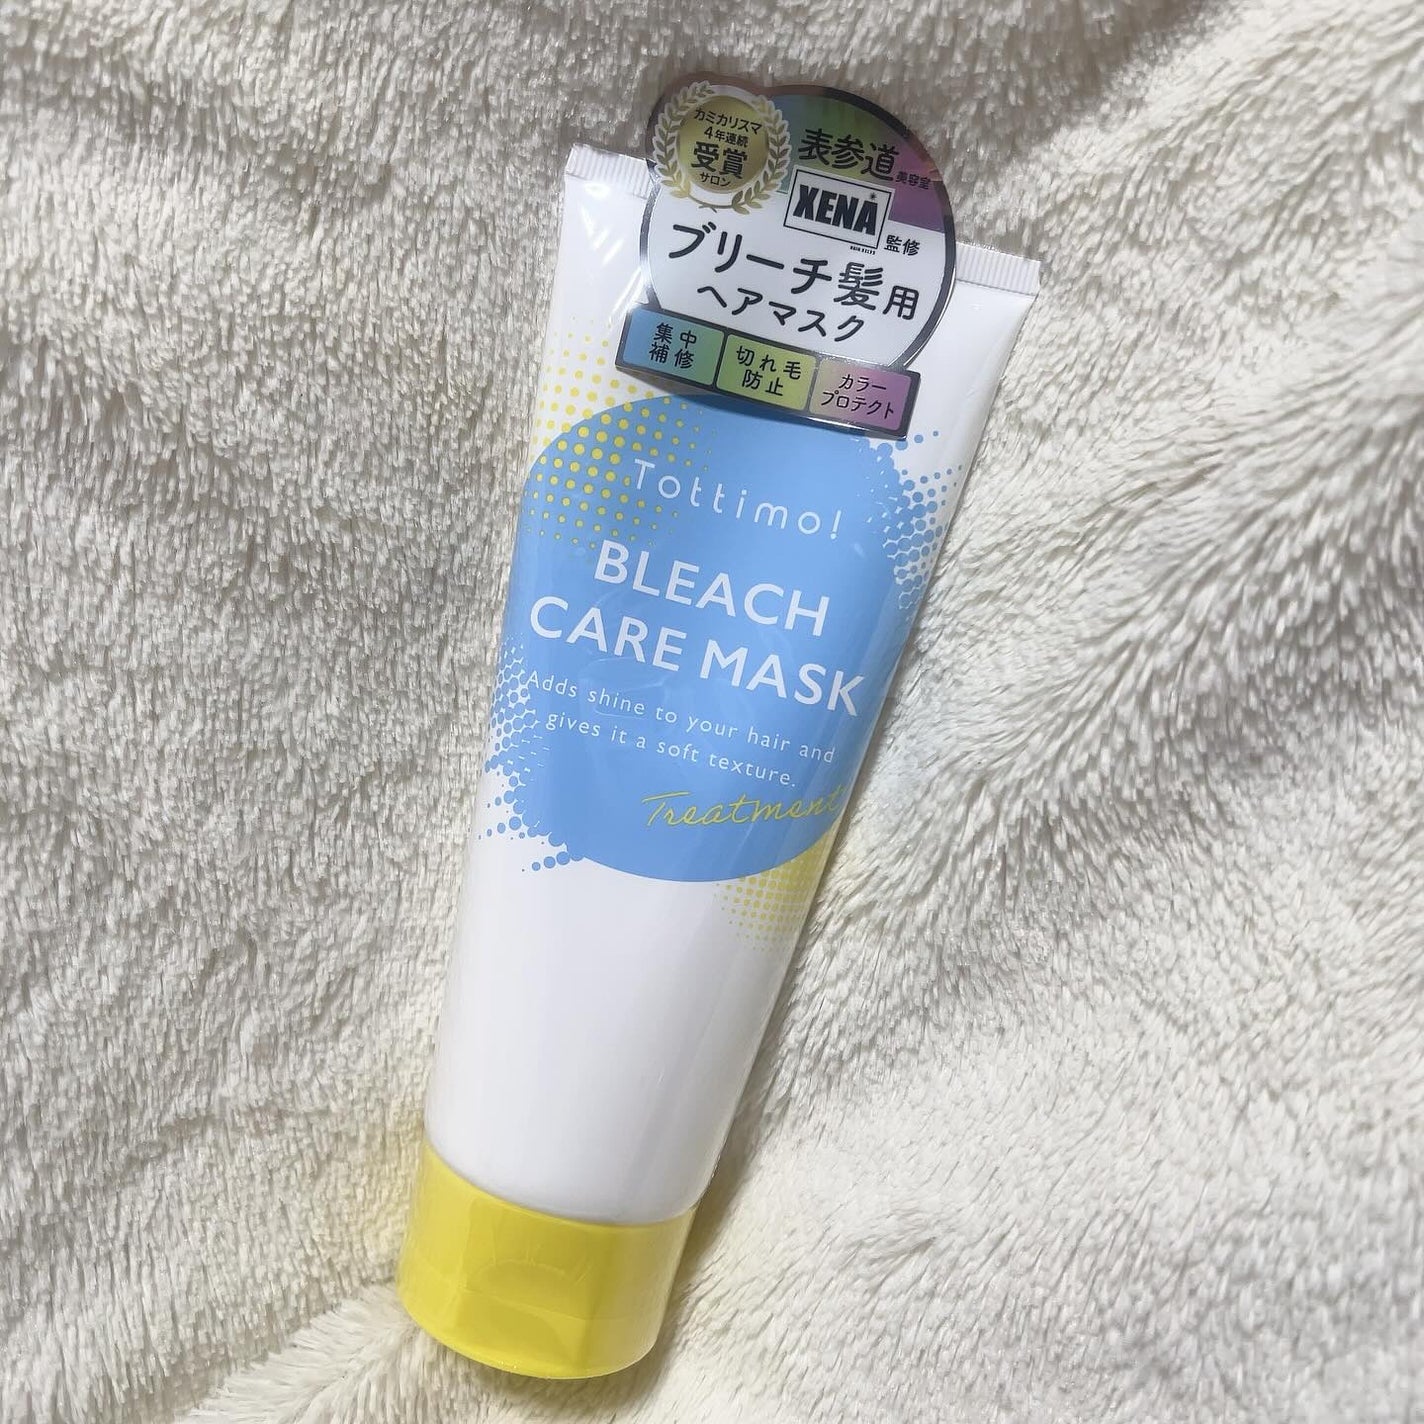 カミカリスマ
4年連続
受賞
サロン
表参道 美容室
XENA
監修
ブリーチ髪用
ヘアマスク
集中
補修
切れ毛
防止
カラー
プロテクト
Tottimo!
BLEACH
CARE MASK
Adds shine to your hair and
gives it a soft texture.
Treatment